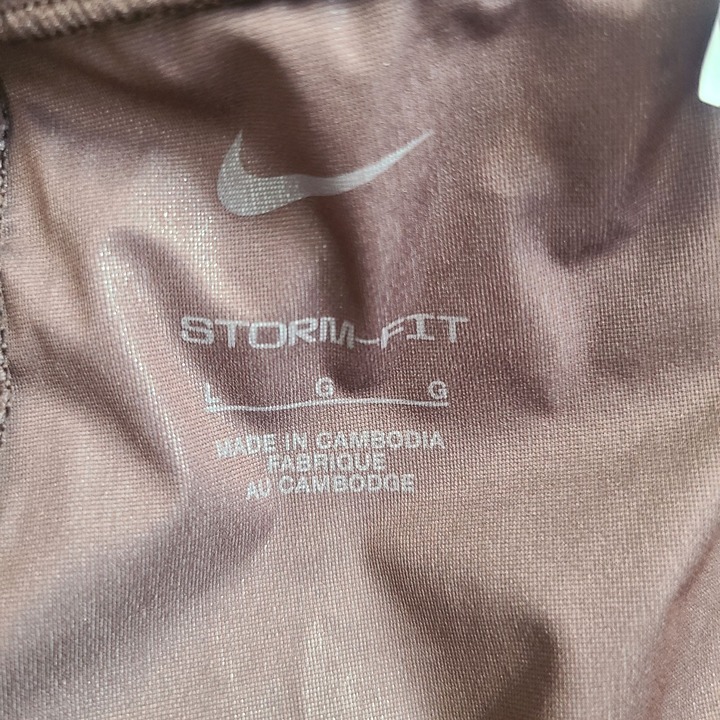 STORM-FIT
L G G
MADE IN CAMBODIA
FABRIQUE
AU CAMBODGE